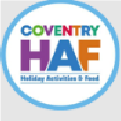 COVENTRY
HAF
Holiday Activities & Food